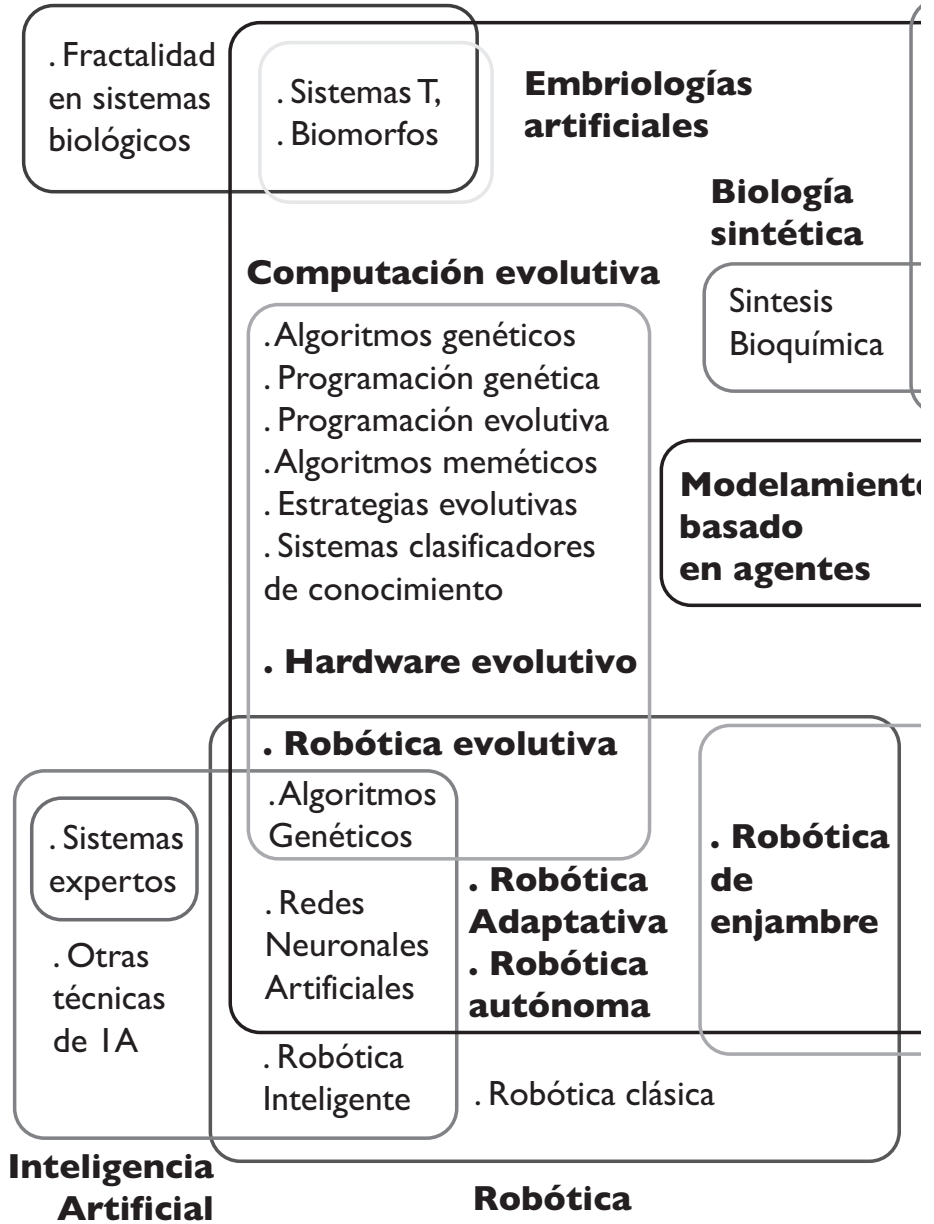 . Fractalidad
en sistemas
biológicos
. Sistemas T,
. Biomorfos
Embriologías
artificiales
Biología
sintética
Sintesis
Bioquímica
Computación evolutiva
. Algoritmos genéticos
. Programación genética
. Programación evolutiva
. Algoritmos meméticos
. Estrategias evolutivas
. Sistemas clasificadores
de conocimiento
. Hardware evolutivo
Modelamiento
basado
en agentes
. Robótica evolutiva
. Algoritmos
Genéticos
. Sistemas
expertos
. Redes
Neuronales
Artificiales
. Otras
técnicas
de 1A
. Robótica
Adaptativa
. Robótica
autónoma
. Robótica
de
enjambre
. Robótica
Inteligente
. Robótica clásica
Inteligencia
Artificial
Robótica